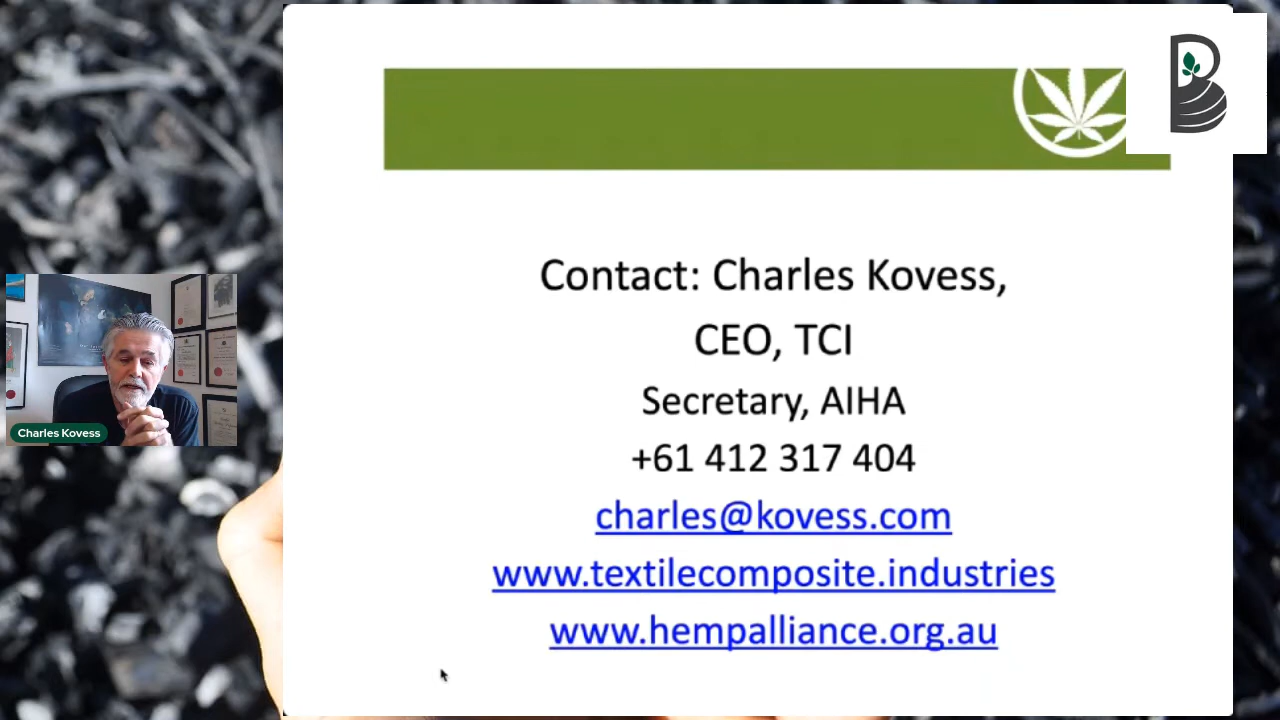 Contact: Charles Kovess,
CEO, TCI
Secretary, AIHA
+61 412 317 404
charles@kovess.com
www.textilecomposite.industries
www.hempalliance.org.au
Charles Kovess